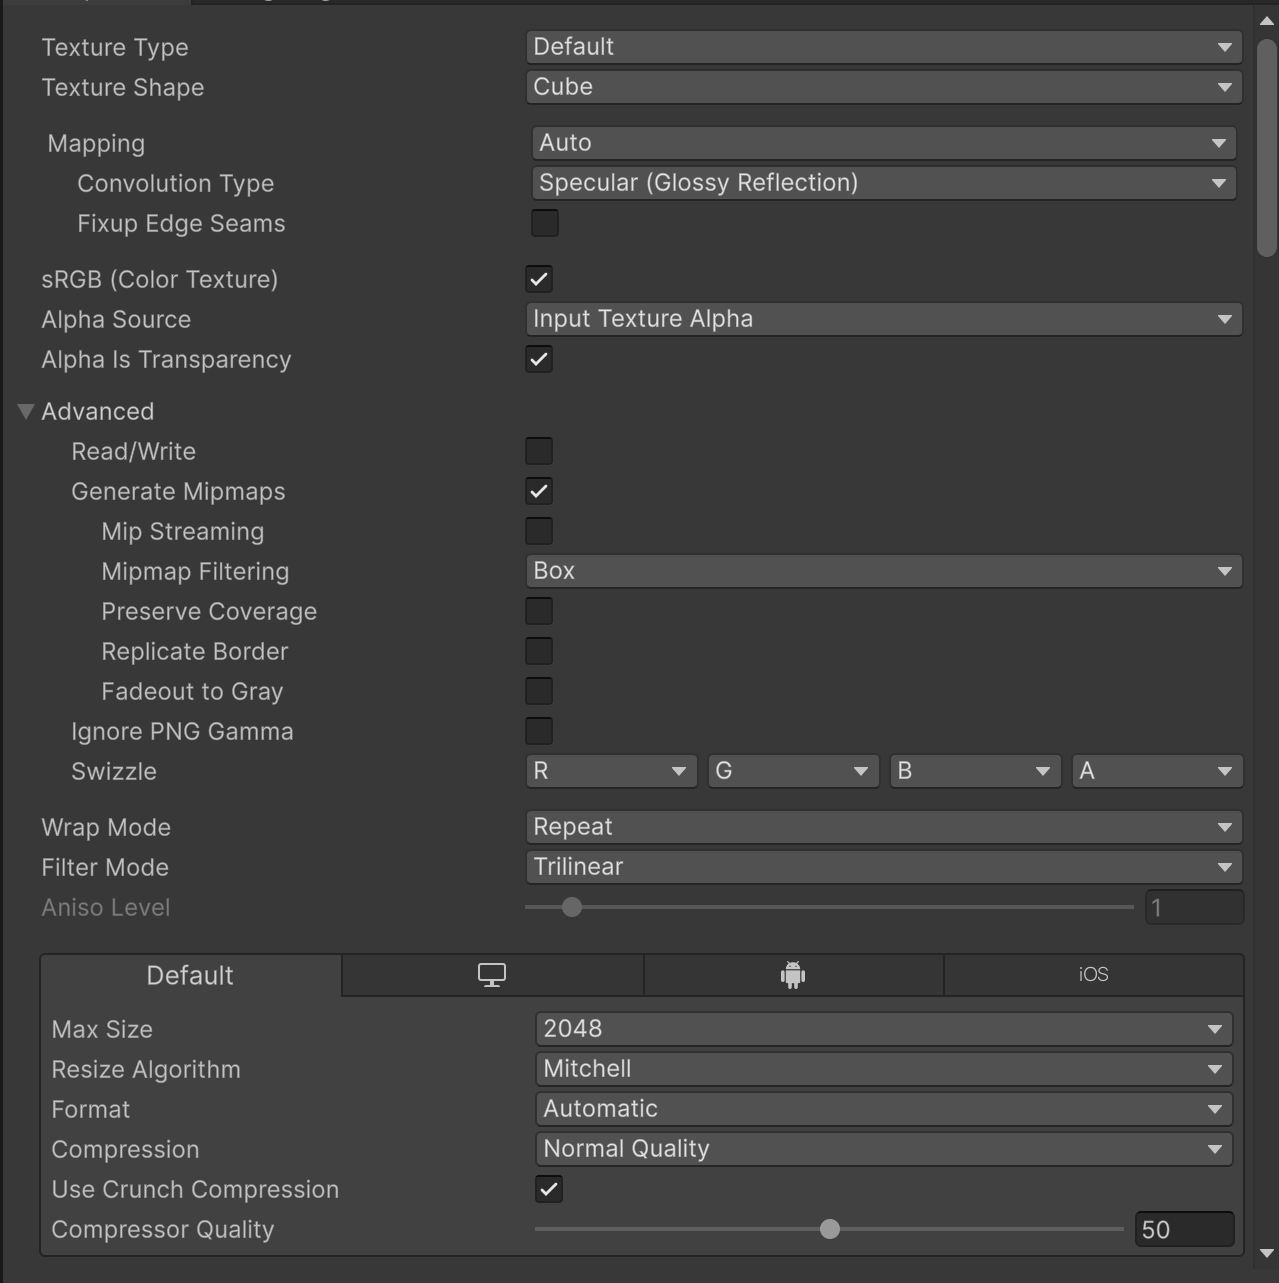 Texture Type Default
Texture Shape Cube
Mapping Auto
Convolution Type Specular (Glossy Reflection)
Fixup Edge Seams
sRGB (Color Texture)
Alpha Source Input Texture Alpha
Alpha Is Transparency
Advanced
Read/Write
Generate Mipmaps
Mip Streaming
Mipmap Filtering Box
Preserve Coverage
Replicate Border
Fadeout to Gray
Ignore PNG Gamma
Swizzle R G B A
Wrap Mode Repeat
Filter Mode Trilinear
Aniso Level 1
Default iOS
Max Size 2048
Resize Algorithm Mitchell
Format Automatic
Compression Normal Quality
Use Crunch Compression
Compressor Quality 50